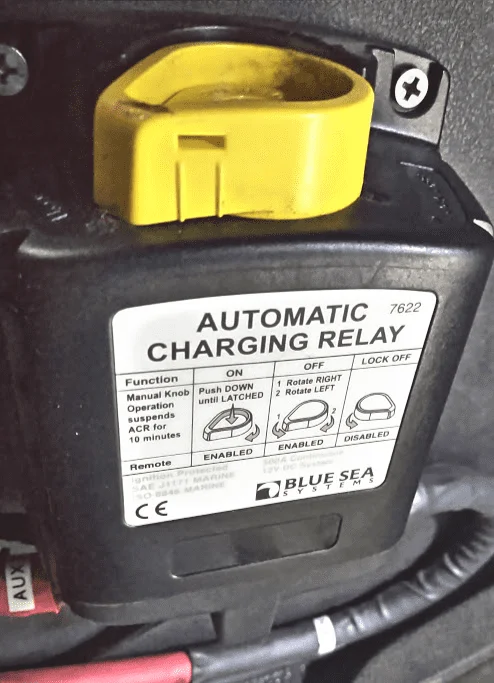 AUTOMATIC 7622
CHARGING RELAY
Function ON OFF LOCK OFF
Manual Knob
Operation
suspends
ACR for
10 minutes
Push DOWN
until LATCHED
1 Rotate RIGHT
2 Rotate LEFT
1 2
Remote ENABLED ENABLED DISABLED
Ignition Protected
SAE J1171 MARINE
ISO 8846 MARINE
500A Continuous
12V DC System
BLUE SEA
SYSTEMS
CE
AUX